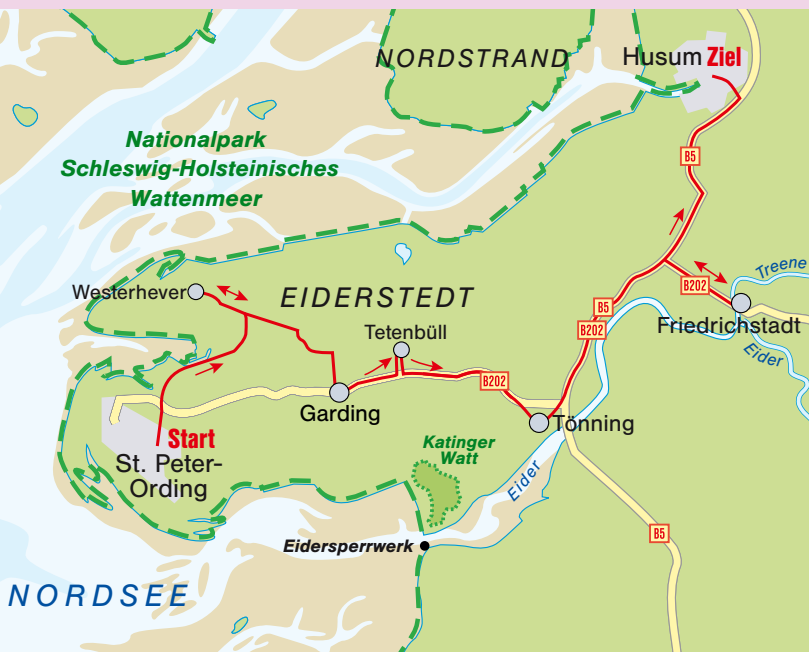 NORDSTRAND
Husum Ziel
Nationalpark
Schleswig-Holsteinisches
Wattenmeer
B5
Treene
Westerhever
EIDERSTEDT
B202
B5
Friedrichstadt
Tetenbüll
B202
Eider
B202
Garding
Tönning
Start
St. Peter-
Ording
Katinger
Watt
Eider
B5
Eidersperrwerk
NORDSEE